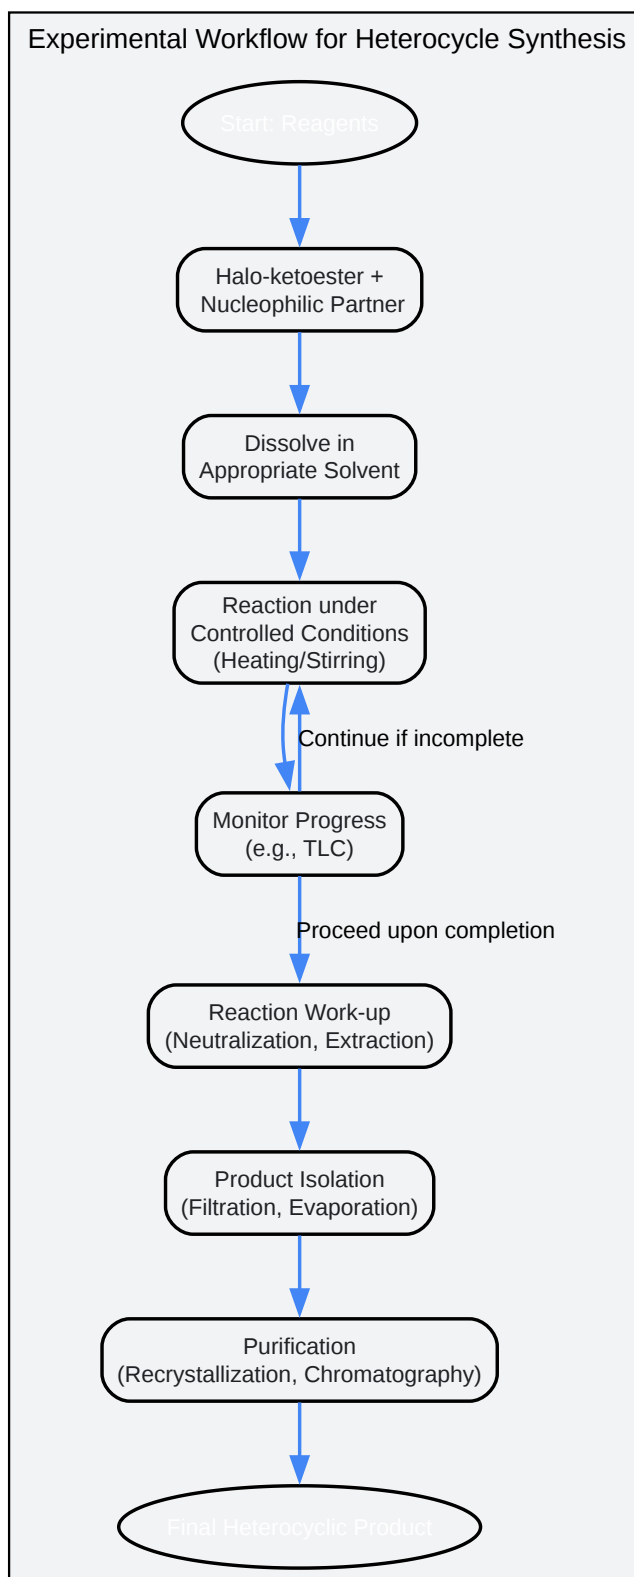 Experimental Workflow for Heterocycle Synthesis
Start: Reagents
Halo-ketoester +
Nucleophilic Partner
Dissolve in
Appropriate Solvent
Reaction under
Controlled Conditions
(Heating/Stirring)
Continue if incomplete
Monitor Progress
(e.g., TLC)
Proceed upon completion
Reaction Work-up
(Neutralization, Extraction)
Product Isolation
(Filtration, Evaporation)
Purification
(Recrystallization, Chromatography)
Final Heterocyclic Product